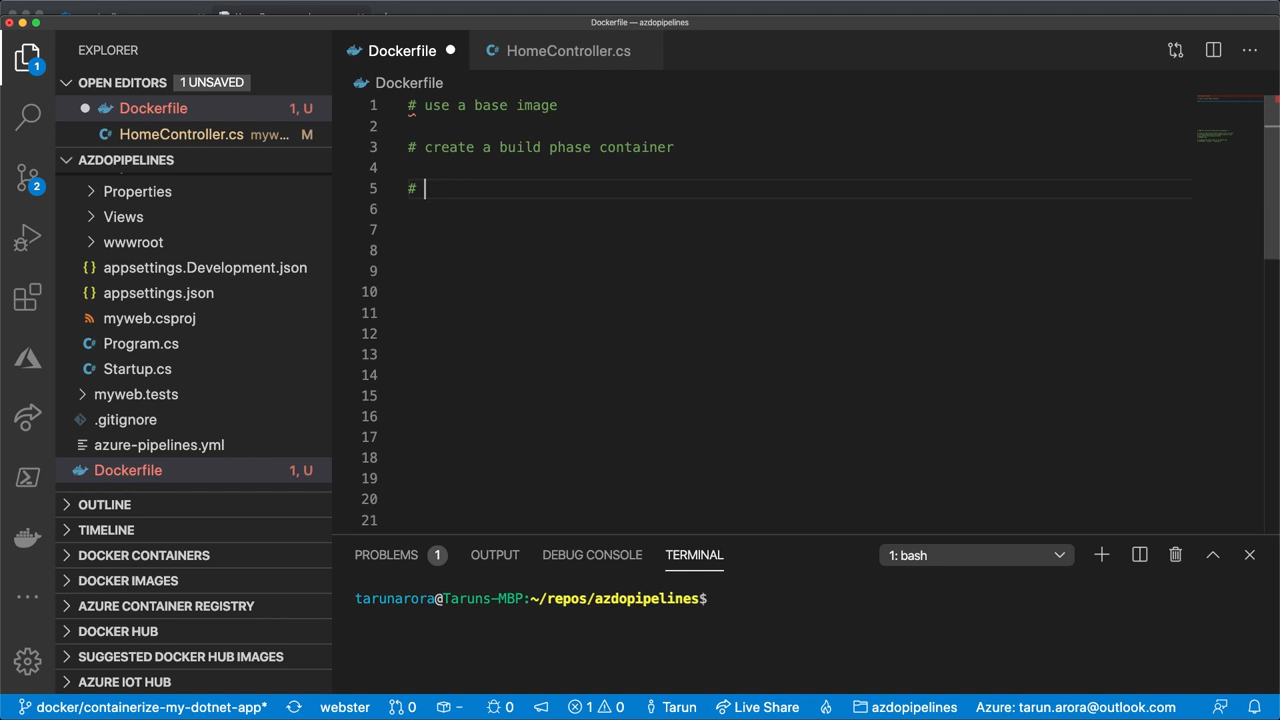 Dockerfile — azdopipelines
EXPLORER
OPEN EDITORS 1 UNSAVED
Dockerfile 1, U
HomeController.cs myw... M
AZDOPIPELINES
Properties
Views
wwwroot
appsettings.Development.json
appsettings.json
myweb.csproj
Program.cs
Startup.cs
myweb.tests
.gitignore
azure-pipelines.yml
Dockerfile 1, U
OUTLINE
TIMELINE
DOCKER CONTAINERS
DOCKER IMAGES
AZURE CONTAINER REGISTRY
DOCKER HUB
SUGGESTED DOCKER HUB IMAGES
AZURE IOT HUB
1
2
Dockerfile
HomeController.cs
Dockerfile
1 # use a base image
2
3 # create a build phase container
4
5 #
6
7
8
9
10
11
12
13
14
15
16
17
18
19
20
21
PROBLEMS 1 OUTPUT DEBUG CONSOLE TERMINAL 1: bash
tarunarora@Taruns-MBP:~/repos/azdopipelines$
docker/containerize-my-dotnet-app* webster 0 – 0 1 0 Tarun Live Share azdopipelines Azure: tarun.arora@outlook.com